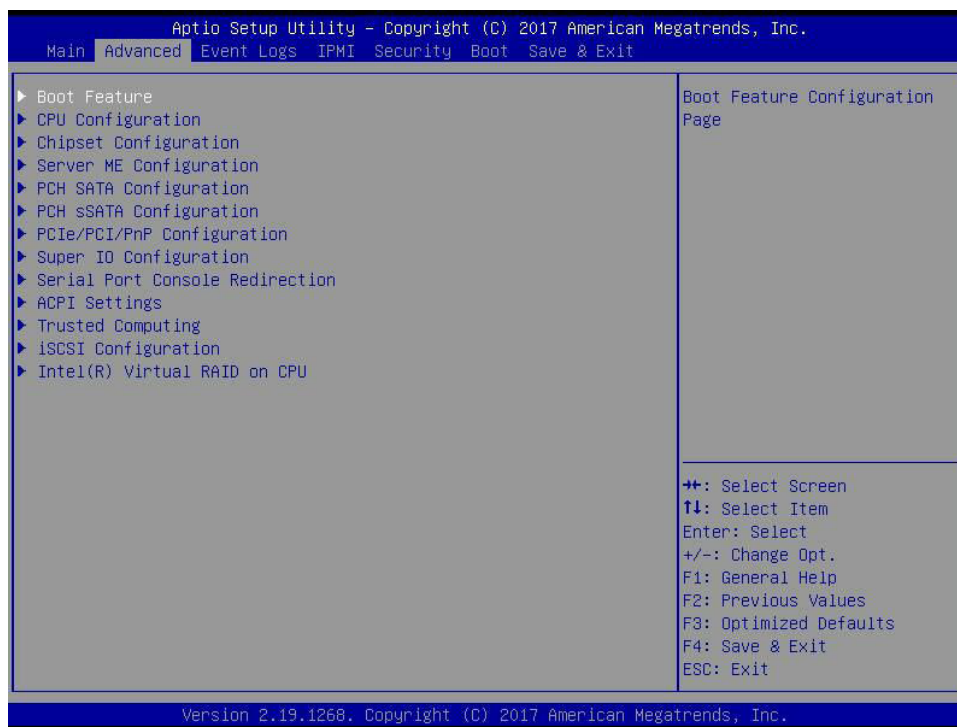 Aptio Setup Utility – Copyright (C) 2017 American Megatrends, Inc.
Main Advanced Event Logs IPMI Security Boot Save & Exit
▶ Boot Feature
▶ CPU Configuration
▶ Chipset Configuration
▶ Server ME Configuration
▶ PCH SATA Configuration
▶ PCH sSATA Configuration
▶ PCIe/PCI/PnP Configuration
▶ Super IO Configuration
▶ Serial Port Console Redirection
▶ ACPI Settings
▶ Trusted Computing
▶ iSCSI Configuration
▶ Intel(R) Virtual RAID on CPU
Boot Feature Configuration
Page
→←: Select Screen
↑↓: Select Item
Enter: Select
+/-: Change Opt.
F1: General Help
F2: Previous Values
F3: Optimized Defaults
F4: Save & Exit
ESC: Exit
Version 2.19.1268. Copyright (C) 2017 American Megatrends, Inc.